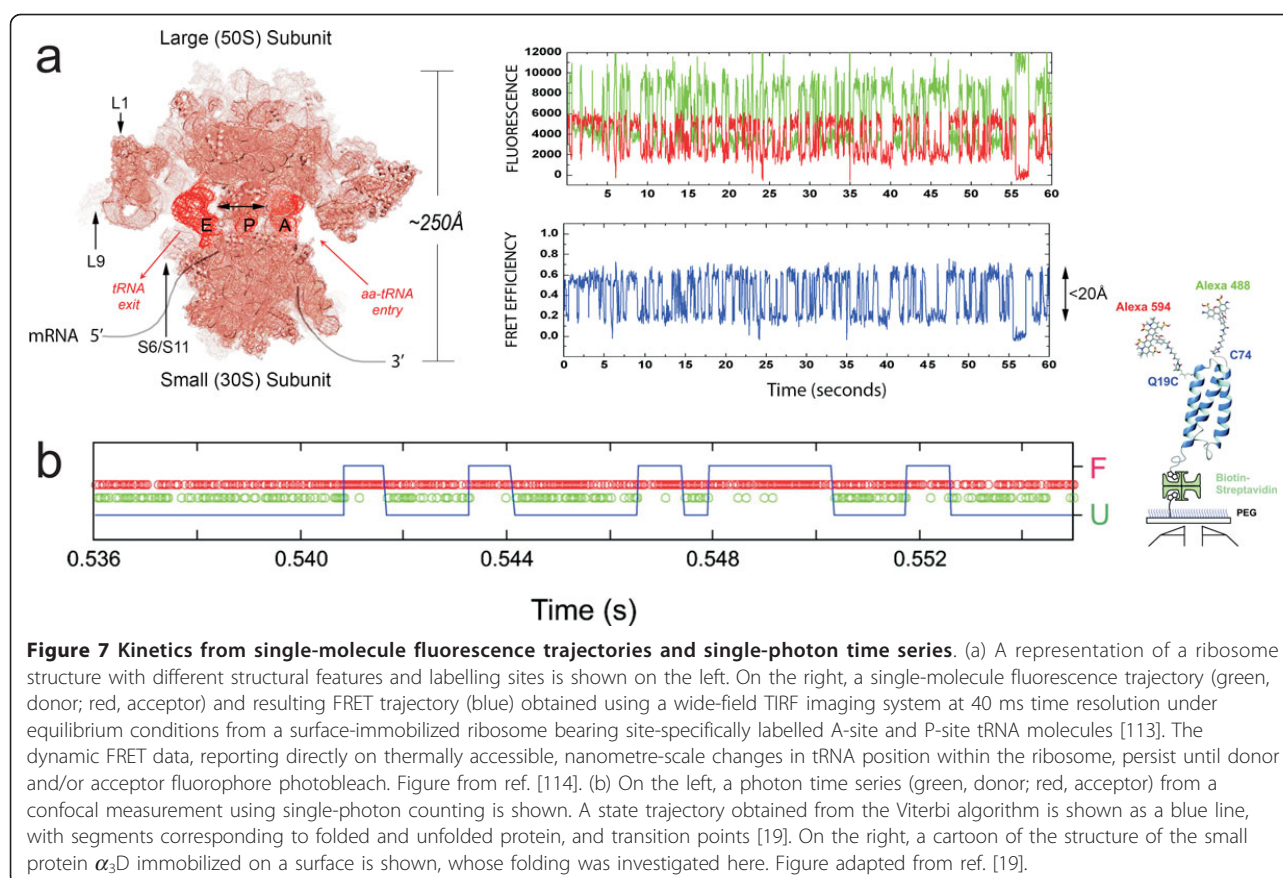 a
Large (50S) Subunit
L1
L9
E
P
A
~250Å
tRNA
exit
aa-tRNA
entry
mRNA 5′
S6/S11
3′
Small (30S) Subunit
FLUORESCENCE
12000
10000
8000
6000
4000
2000
0
5 10 15 20 25 30 35 40 45 50 55 60
FRET EFFICIENCY
1.0
0.8
0.6
0.4
0.2
0.0
0 5 10 15 20 25 30 35 40 45 50 55 60
Time (seconds)
<20Å
Alexa 488
Alexa 594
C74
Q19C
Biotin-
Streptavidin
PEG
b
F
U
0.536 0.540 0.544 0.548 0.552
Time (s)
Figure 7 Kinetics from single-molecule fluorescence trajectories and single-photon time series. (a) A representation of a ribosome
structure with different structural features and labelling sites is shown on the left. On the right, a single-molecule fluorescence trajectory (green,
donor; red, acceptor) and resulting FRET trajectory (blue) obtained using a wide-field TIRF imaging system at 40 ms time resolution under
equilibrium conditions from a surface-immobilized ribosome bearing site-specifically labelled A-site and P-site tRNA molecules [113]. The
dynamic FRET data, reporting directly on thermally accessible, nanometre-scale changes in tRNA position within the ribosome, persist until donor
and/or acceptor fluorophore photobleach. Figure from ref. [114]. (b) On the left, a photon time series (green, donor; red, acceptor) from a
confocal measurement using single-photon counting is shown. A state trajectory obtained from the Viterbi algorithm is shown as a blue line,
with segments corresponding to folded and unfolded protein, and transition points [19]. On the right, a cartoon of the structure of the small
protein α₃D immobilized on a surface is shown, whose folding was investigated here. Figure adapted from ref. [19].